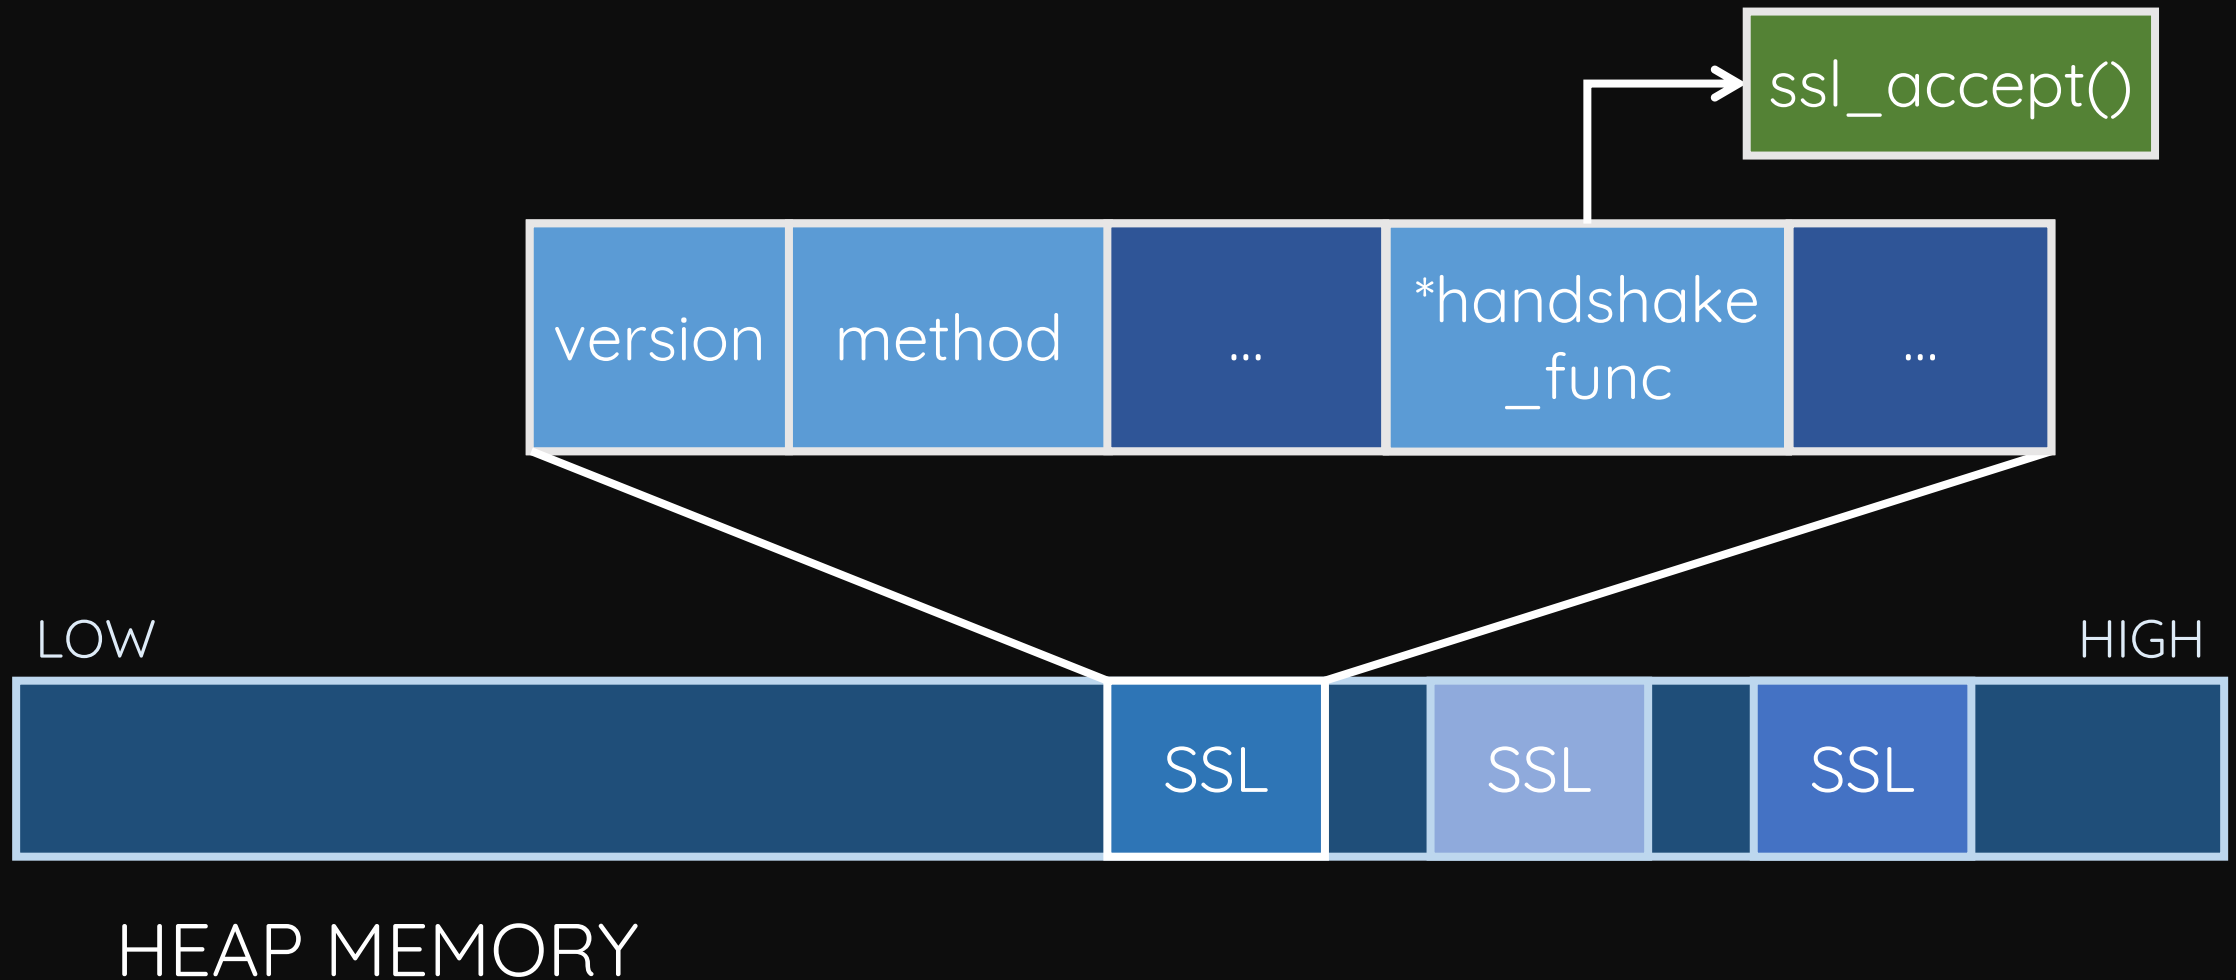 ssl_accept()
version
method
...
*handshake
_func
...
LOW
HIGH
SSL
SSL
SSL
HEAP MEMORY